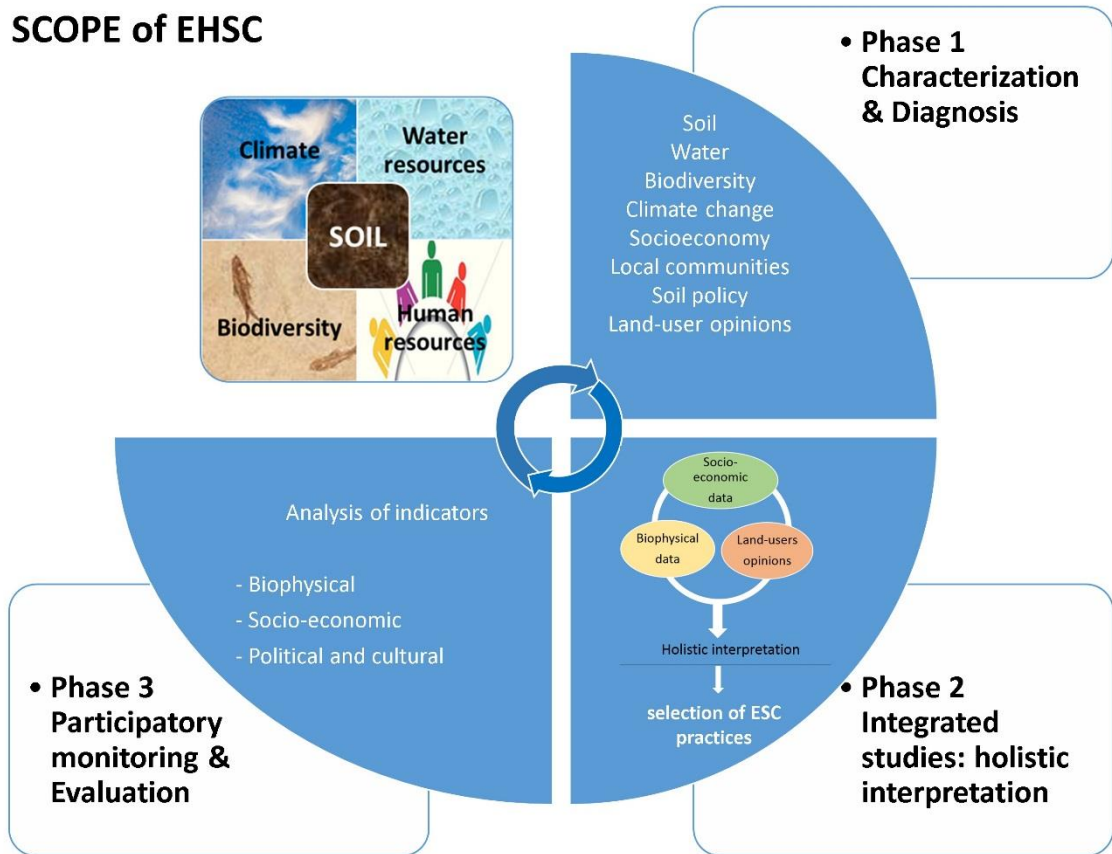 SCOPE of EHSC
Climate
Water
resources
SOIL
Biodiversity
Human
resources
• Phase 1
Characterization
& Diagnosis
Soil
Water
Biodiversity
Climate change
Socioeconomy
Local communities
Soil policy
Land-user opinions
Socio-
economic
data
Biophysical
data
Land-users
opinions
Holistic interpretation
selection of ESC
practices
• Phase 2
Integrated
studies: holistic
interpretation
Analysis of indicators
- Biophysical
- Socio-economic
- Political and cultural
• Phase 3
Participatory
monitoring &
Evaluation